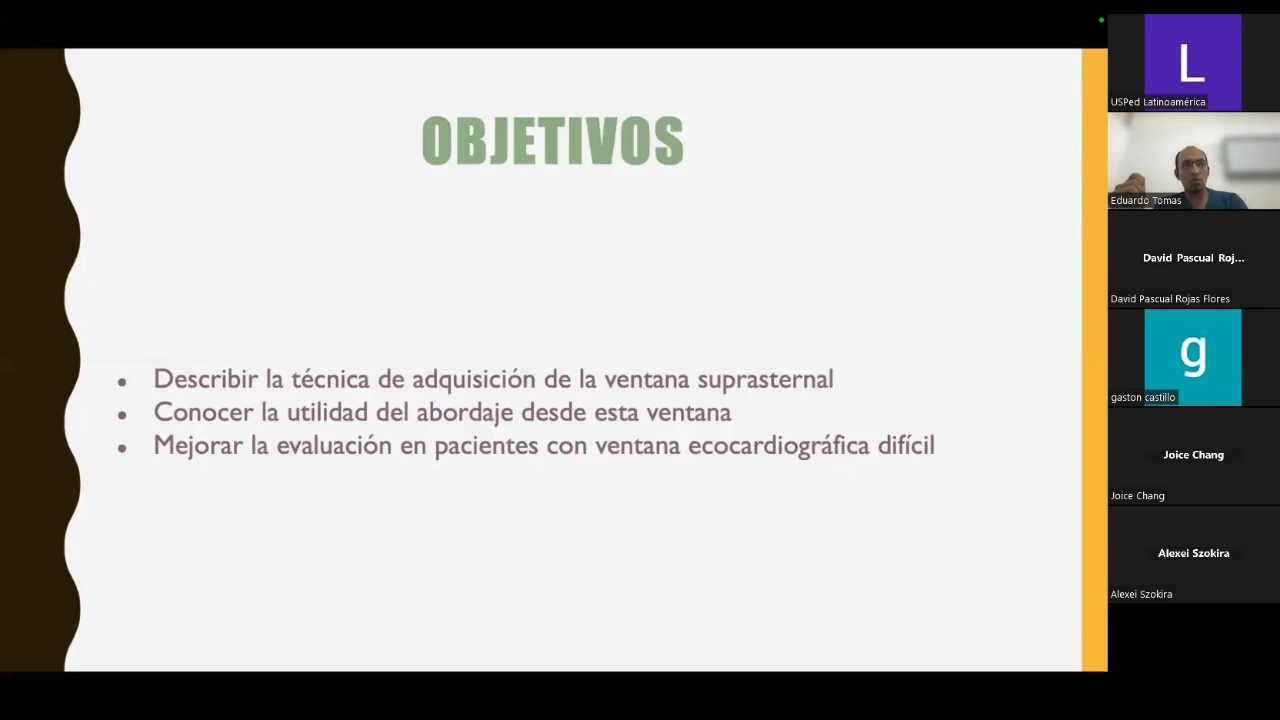 OBJETIVOS
• Describir la técnica de adquisición de la ventana suprasternal
• Conocer la utilidad del abordaje desde esta ventana
• Mejorar la evaluación en pacientes con ventana ecocardiográfica difícil
L
USPed Latinoamérica
Eduardo Tomas
David Pascual Roj...
David Pascual Rojas Flores
g
gaston castillo
Joice Chang
Joice Chang
Alexei Szokira
Alexei Szokira